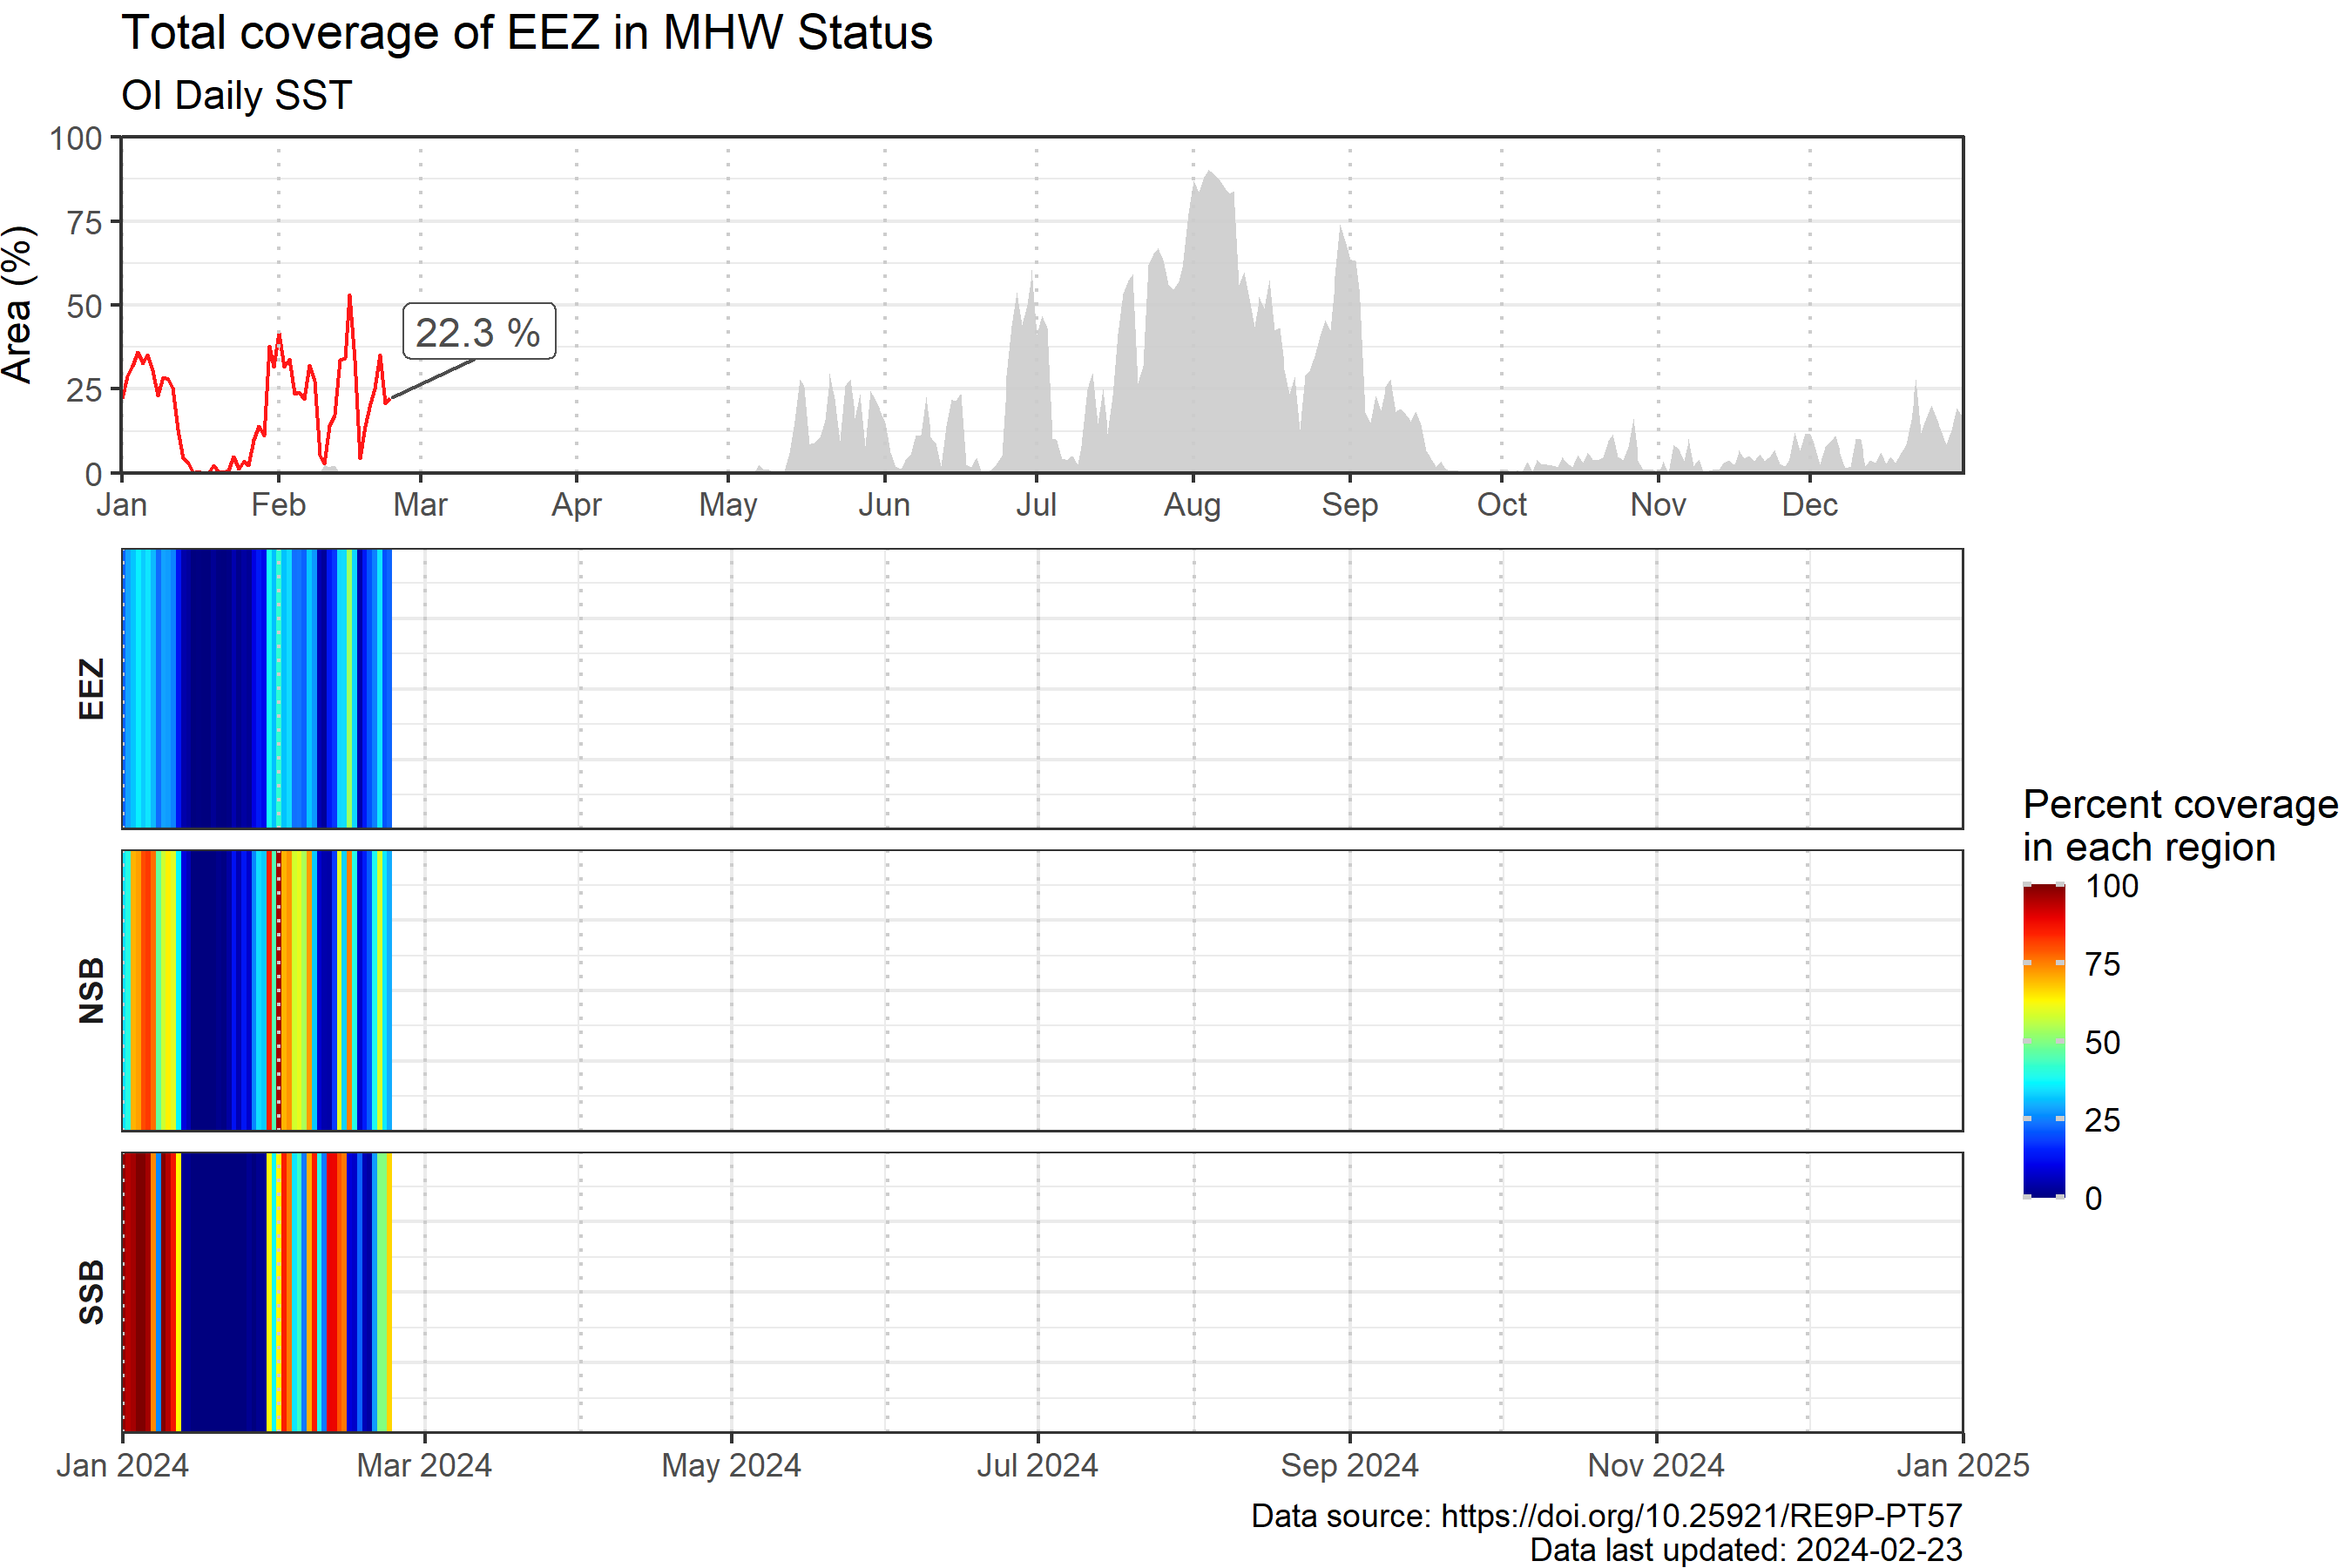 Total coverage of EEZ in MHW Status
OI Daily SST
Area (%)
100
75
50
25
0
22.3 %
Jan Feb Mar Apr May Jun Jul Aug Sep Oct Nov Dec
EEZ
NSB
SSB
Percent coverage
in each region
100
75
50
25
0
Jan 2024 Mar 2024 May 2024 Jul 2024 Sep 2024 Nov 2024 Jan 2025
Data source: https://doi.org/10.25921/RE9P-PT57
Data last updated: 2024-02-23